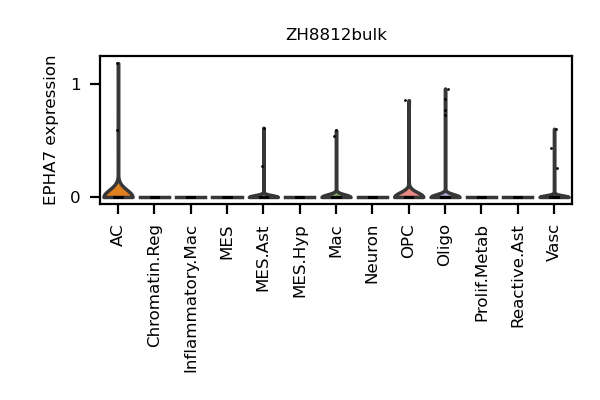 ZH8812bulk
EPHA7 expression
1
0
AC
Chromatin.Reg
Inflammatory.Mac
MES
MES.Ast
MES.Hyp
Mac
Neuron
OPC
Oligo
Prolif.Metab
Reactive.Ast
Vasc